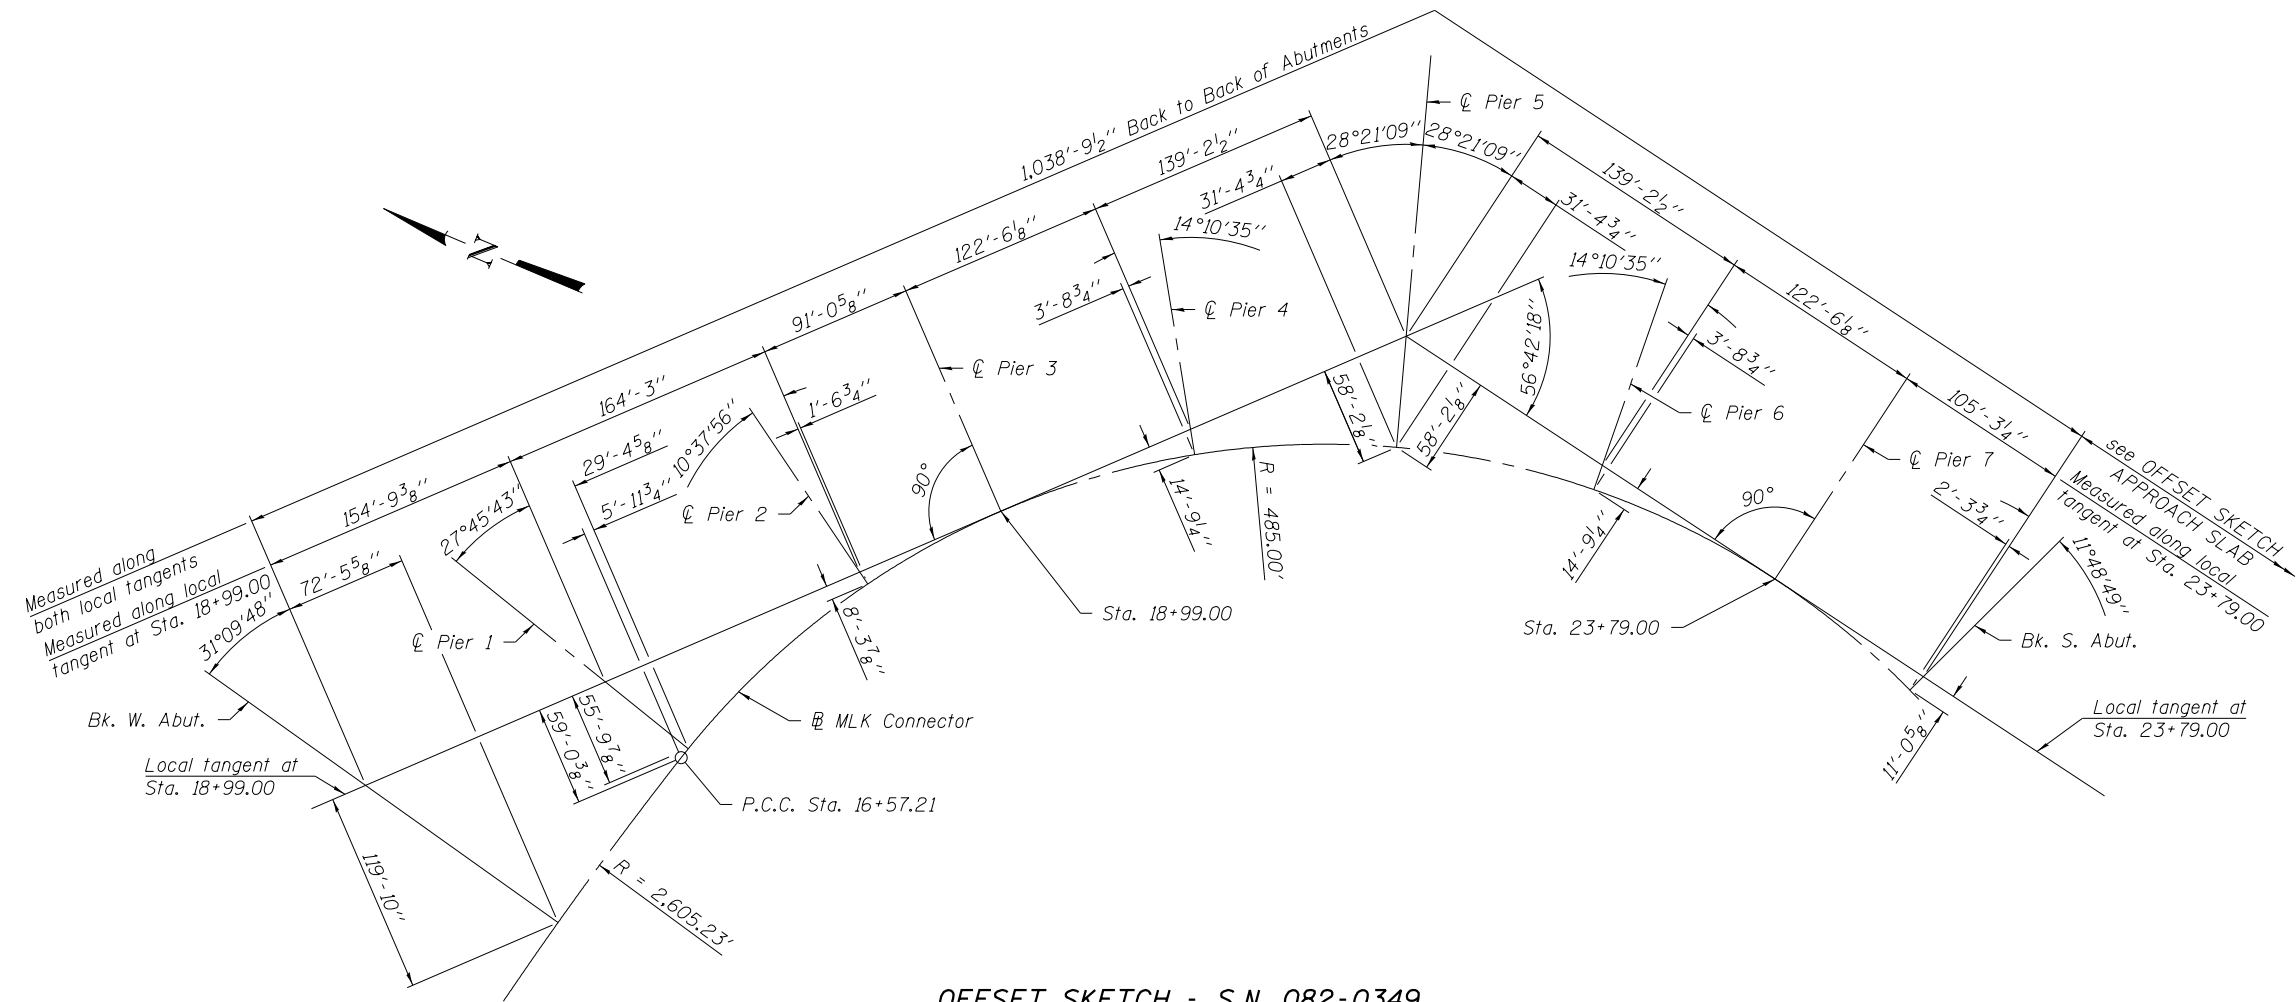 1,038'-9½'' Back to Back of Abutments
℄ Pier 5
139'-2½''
28°21'09''
28°21'09''
139'-2½''
31'-4¾''
31'-4¾''
122'-6⅛''
14°10'35''
14°10'35''
N
91'-0⅝''
3'-8¾''
℄ Pier 4
56°42'18''
122'-6⅛''
3'-8¾''
164'-3''
℄ Pier 3
1'-6¾''
58'-2⅛''
58'-2⅛''
℄ Pier 6
105'-3¼''
29'-4⅝''
10°37'56''
90°
℄ Pier 7
see OFFSET SKETCH
APPROACH SLAB
Measured along local
tangent at Sta. 23+79.00
154'-9⅜''
27°45'43''
5'-11¾''
℄ Pier 2
14'-9¼''
R = 485.00'
14'-9¼''
90°
2'-3¾''
11°48'49''
Measured along
both local tangents
Measured along local
tangent at Sta. 18+99.00
72'-5⅝''
31°09'48''
℄ Pier 1
8'-3⅞''
Sta. 18+99.00
Sta. 23+79.00
Bk. S. Abut.
Bk. W. Abut.
55'-9⅞''
59'-0⅜''
ⴺ MLK Connector
11'-0⅝''
Local tangent at
Sta. 23+79.00
Local tangent at
Sta. 18+99.00
P.C.C. Sta. 16+57.21
119'-10''
R = 2,605.23'
OFFSET SKETCH - S.N. 082-0349